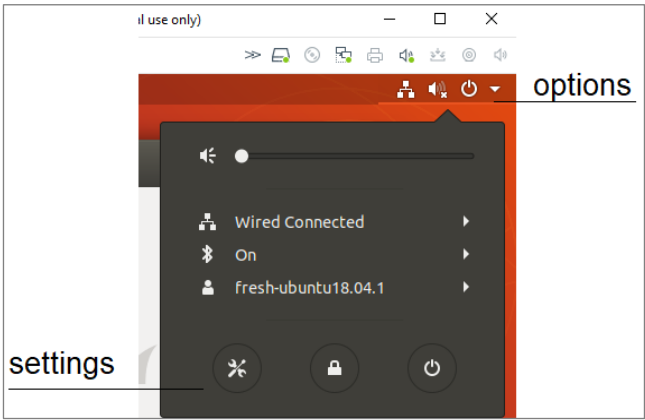 al use only)
options
Wired Connected
On
fresh-ubuntu18.04.1
settings